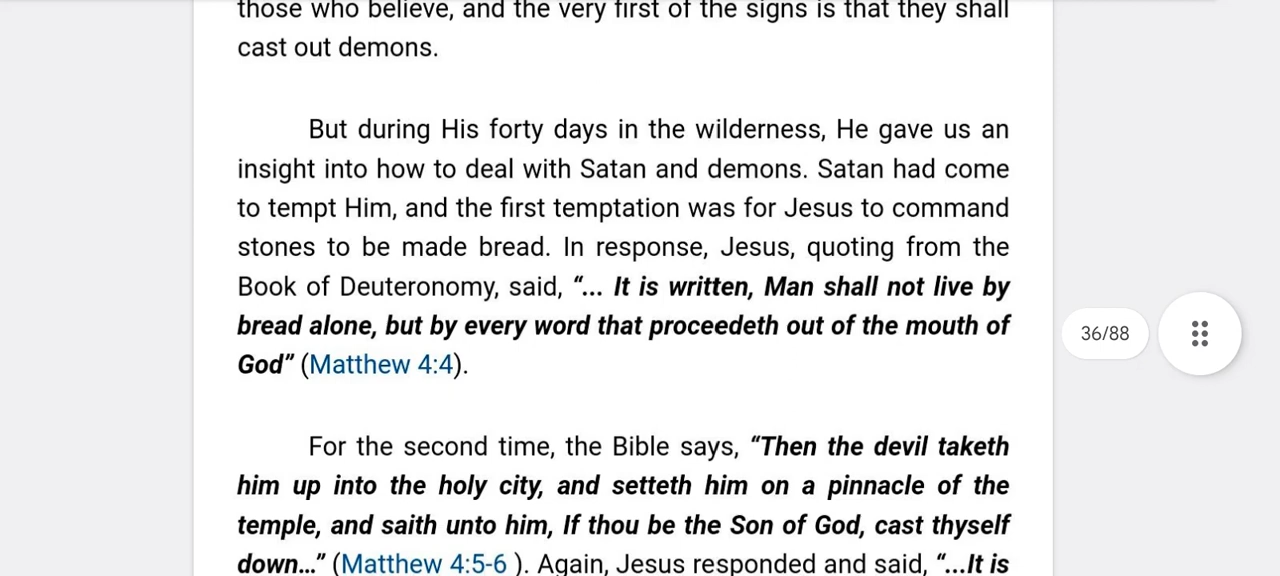 those who believe, and the very first of the signs is that they shall
cast out demons.
But during His forty days in the wilderness, He gave us an
insight into how to deal with Satan and demons. Satan had come
to tempt Him, and the first temptation was for Jesus to command
stones to be made bread. In response, Jesus, quoting from the
Book of Deuteronomy, said, “... It is written, Man shall not live by
bread alone, but by every word that proceedeth out of the mouth of
God” (Matthew 4:4).
36/88
For the second time, the Bible says, “Then the devil taketh
him up into the holy city, and setteth him on a pinnacle of the
temple, and saith unto him, If thou be the Son of God, cast thyself
down…” (Matthew 4:5-6 ). Again, Jesus responded and said, “...It is